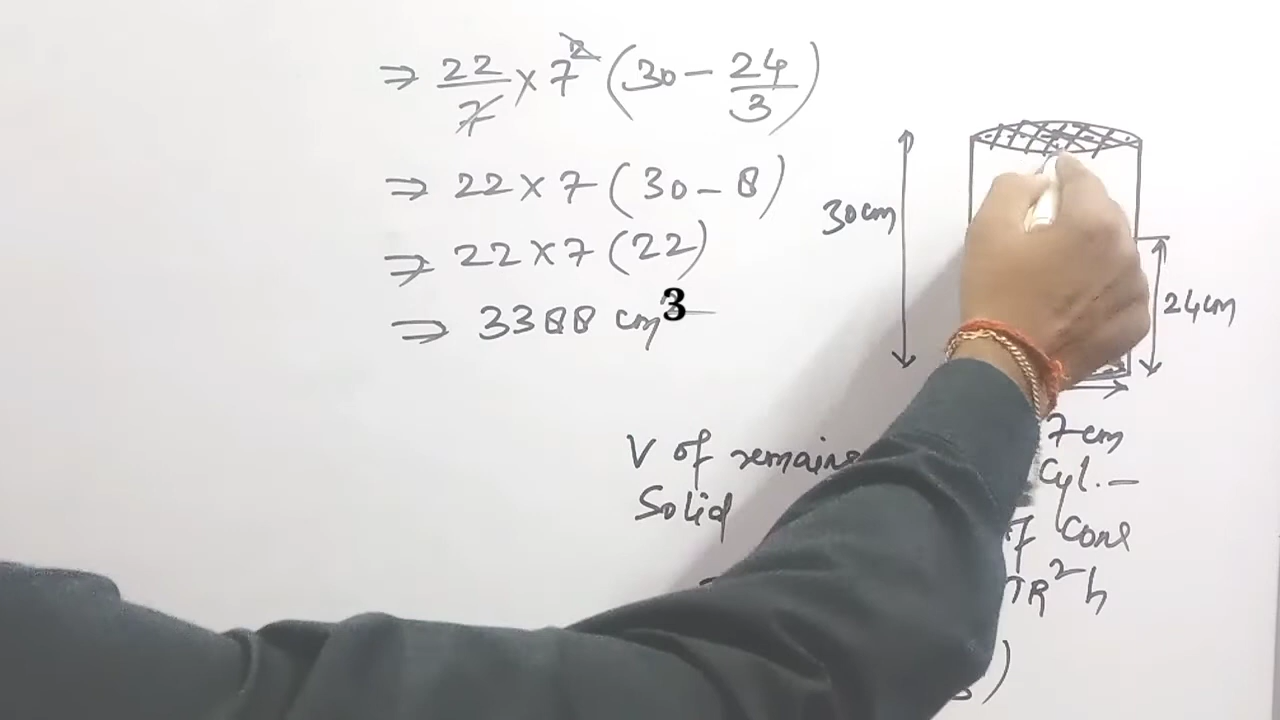 ⇒ 22/7 × 7² (30 - 24/3)
⇒ 22 × 7 (30 - 8)
⇒ 22 × 7 (22)
⇒ 3388 cm³
30cm
24cm
7cm
V of Cyl. -
Solid Cone
πR²h
)